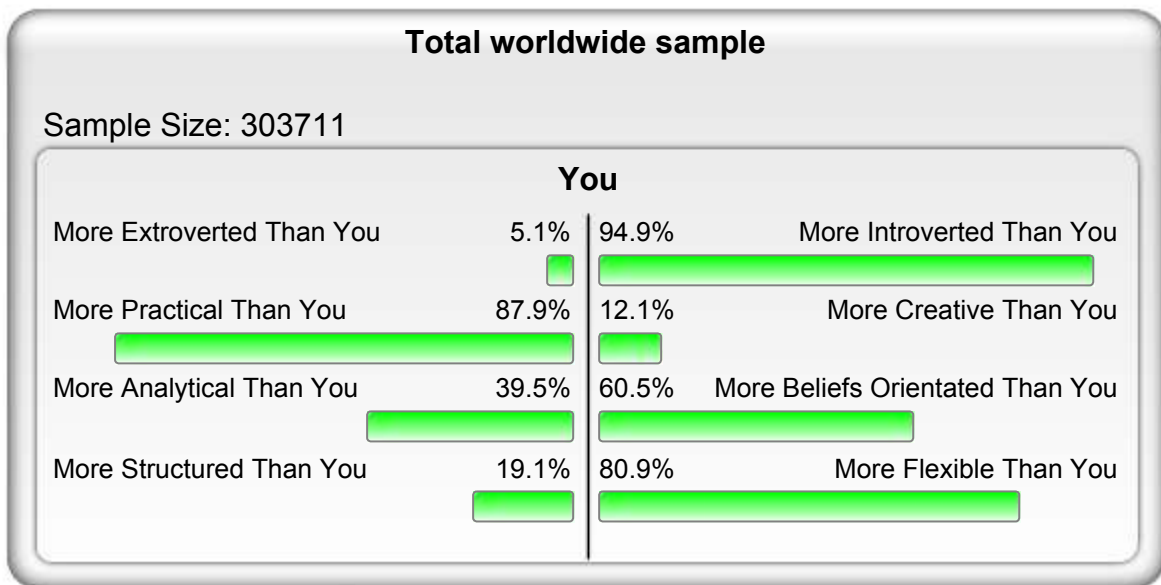 Total worldwide sample
Sample Size: 303711
You
More Extroverted Than You 5.1% 94.9% More Introverted Than You
More Practical Than You 87.9% 12.1% More Creative Than You
More Analytical Than You 39.5% 60.5% More Beliefs Orientated Than You
More Structured Than You 19.1% 80.9% More Flexible Than You